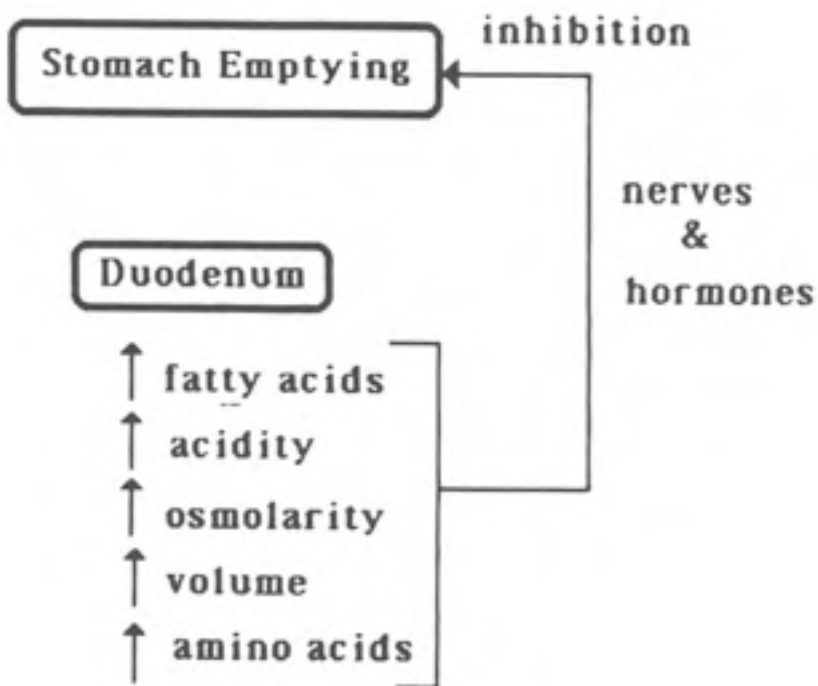 inhibition
Stomach Emptying
nerves
&
hormones
Duodenum
↑ fatty acids
↑ acidity
↑ osmolarity
↑ volume
↑ amino acids